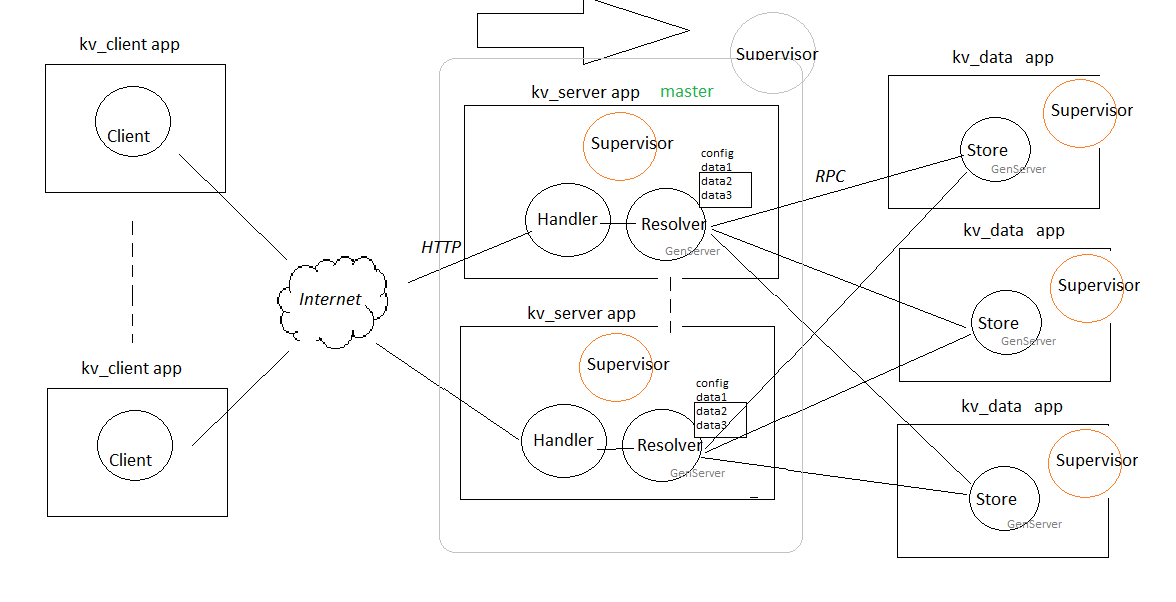 kv_client app
Client
kv_client app
Client
Internet
HTTP
Supervisor
kv_server app master
Supervisor
config
data1
data2
data3
Handler
Resolver
GenServer
kv_server app
Supervisor
config
data1
data2
data3
Handler
Resolver
GenServer
RPC
kv_data app
Supervisor
Store
GenServer
kv_data app
Supervisor
Store
GenServer
kv_data app
Supervisor
Store
GenServer